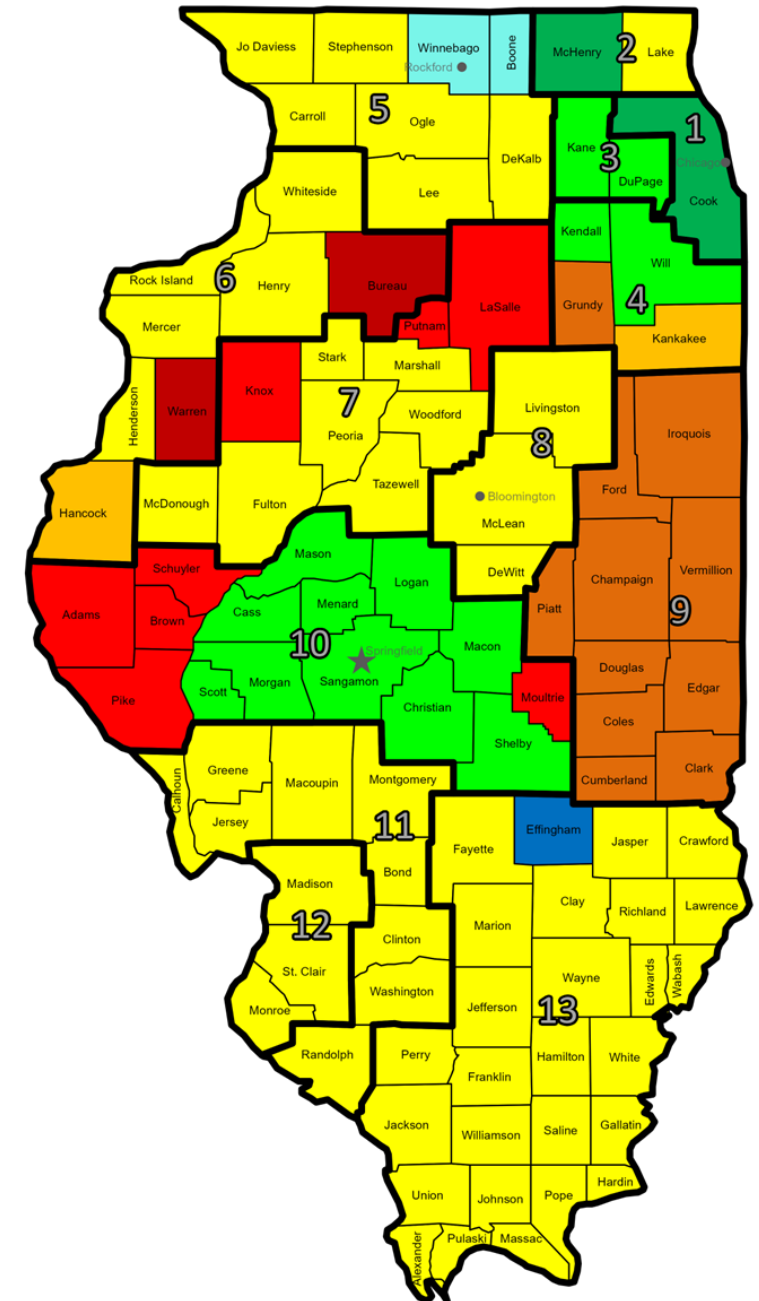 Jo Daviess
Stephenson
Winnebago
Boone
McHenry
2
Lake
Rockford
Carroll
5
Ogle
DeKalb
Kane
3
DuPage
1
Chicago
Cook
Whiteside
Lee
Kendall
Will
Rock Island
6
Henry
Bureau
Putnam
LaSalle
Grundy
4
Kankakee
Mercer
Henderson
Warren
Knox
Stark
Marshall
7
Peoria
Woodford
Livingston
8
Iroquois
Hancock
McDonough
Fulton
Tazewell
Bloomington
McLean
Ford
Mason
Logan
DeWitt
Piatt
Champaign
Vermillion
9
Schuyler
Adams
Brown
Cass
Menard
10
Springfield
Sangamon
Macon
Douglas
Edgar
Pike
Scott
Morgan
Christian
Moultrie
Shelby
Coles
Cumberland
Clark
Calhoun
Greene
Jersey
Macoupin
Montgomery
11
Bond
Fayette
Effingham
Jasper
Crawford
Madison
12
St. Clair
Monroe
Clinton
Washington
Marion
Clay
Richland
Lawrence
Wayne
Edwards
Wabash
Jefferson
13
Randolph
Perry
Franklin
Hamilton
White
Jackson
Williamson
Saline
Gallatin
Union
Johnson
Pope
Hardin
Alexander
Pulaski
Massac